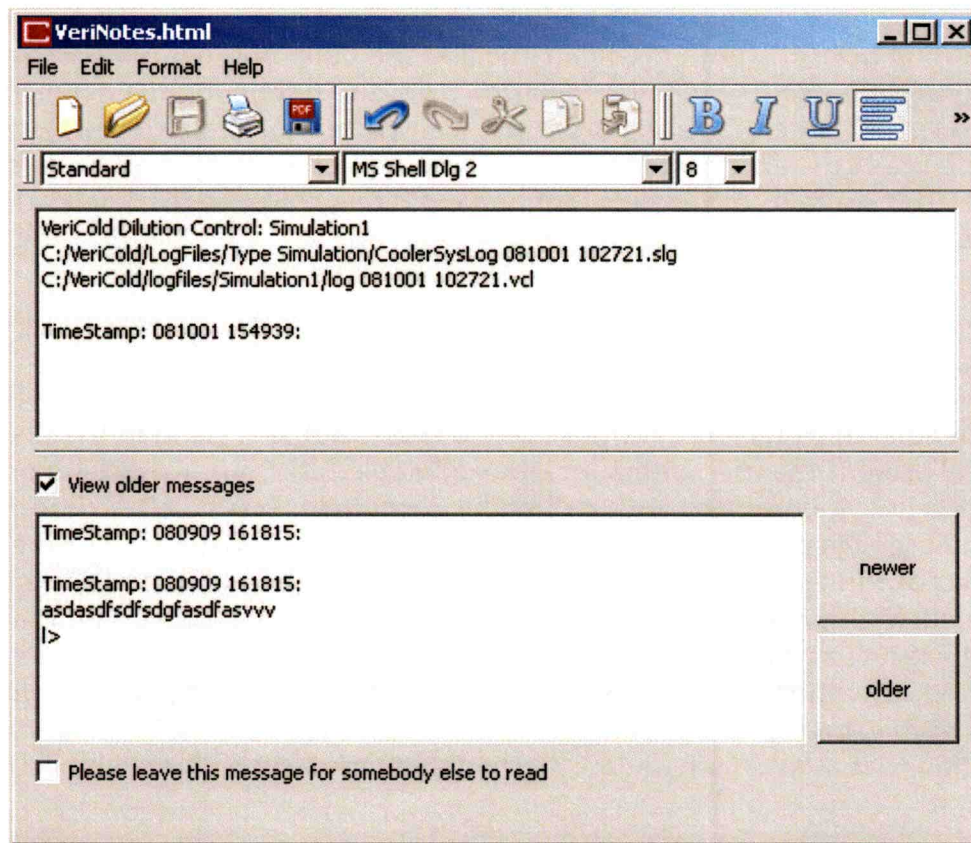 VeriNotes.html
File Edit Format Help
PDF
B I U »
Standard MS Shell Dlg 2 8
VeriCold Dilution Control: Simulation1
C:/VeriCold/LogFiles/Type Simulation/CoolerSysLog 081001 102721.slg
C:/VeriCold/logfiles/Simulation1/log 081001 102721.vcl
TimeStamp: 081001 154939:
View older messages
TimeStamp: 080909 161815:
TimeStamp: 080909 161815:
asdasdfsdfsdgfasdfasvvv
l>
newer
older
Please leave this message for somebody else to read